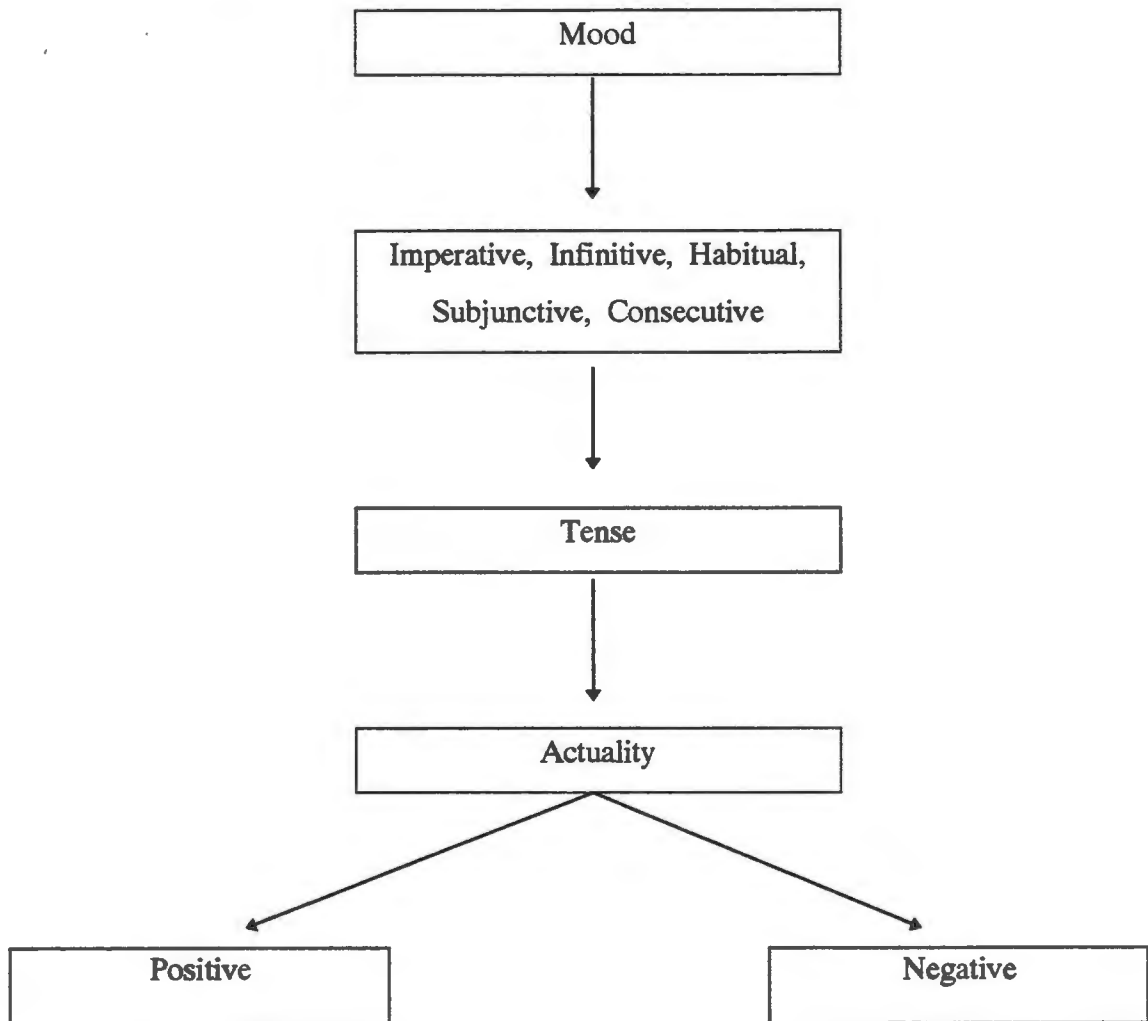 Mood
Imperative, Infinitive, Habitual,
Subjunctive, Consecutive
Tense
Actuality
Positive
Negative